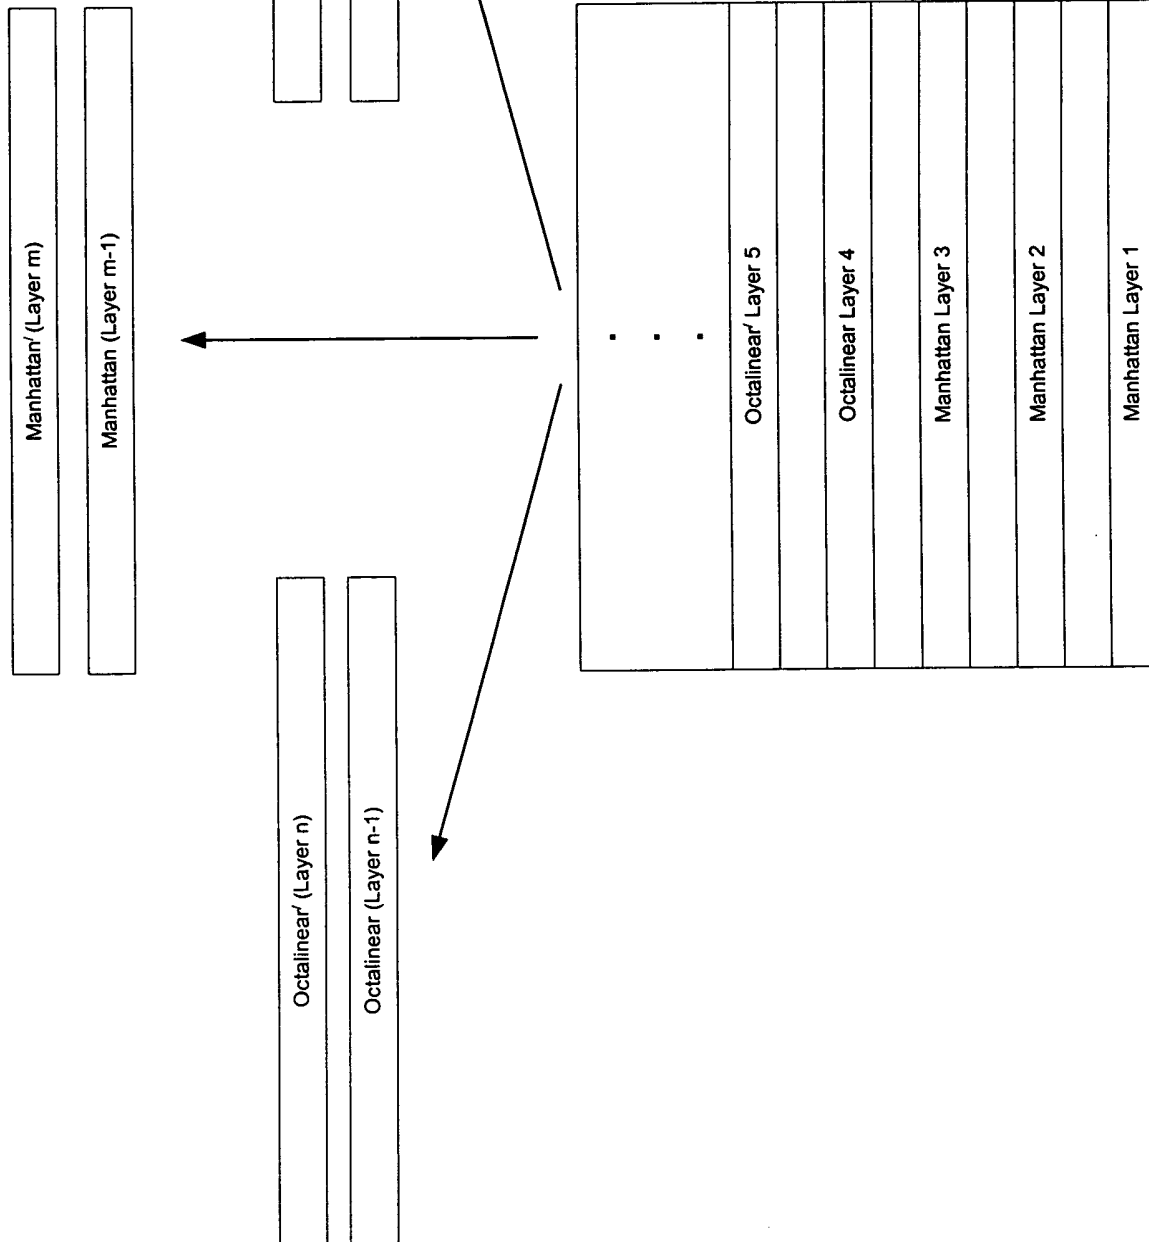 Manhattan′ (Layer m)
Manhattan (Layer m-1)
Octalinear′ (Layer n)
Octalinear (Layer n-1)
Octalinear′ Layer 5
Octalinear Layer 4
Manhattan Layer 3
Manhattan Layer 2
Manhattan Layer 1